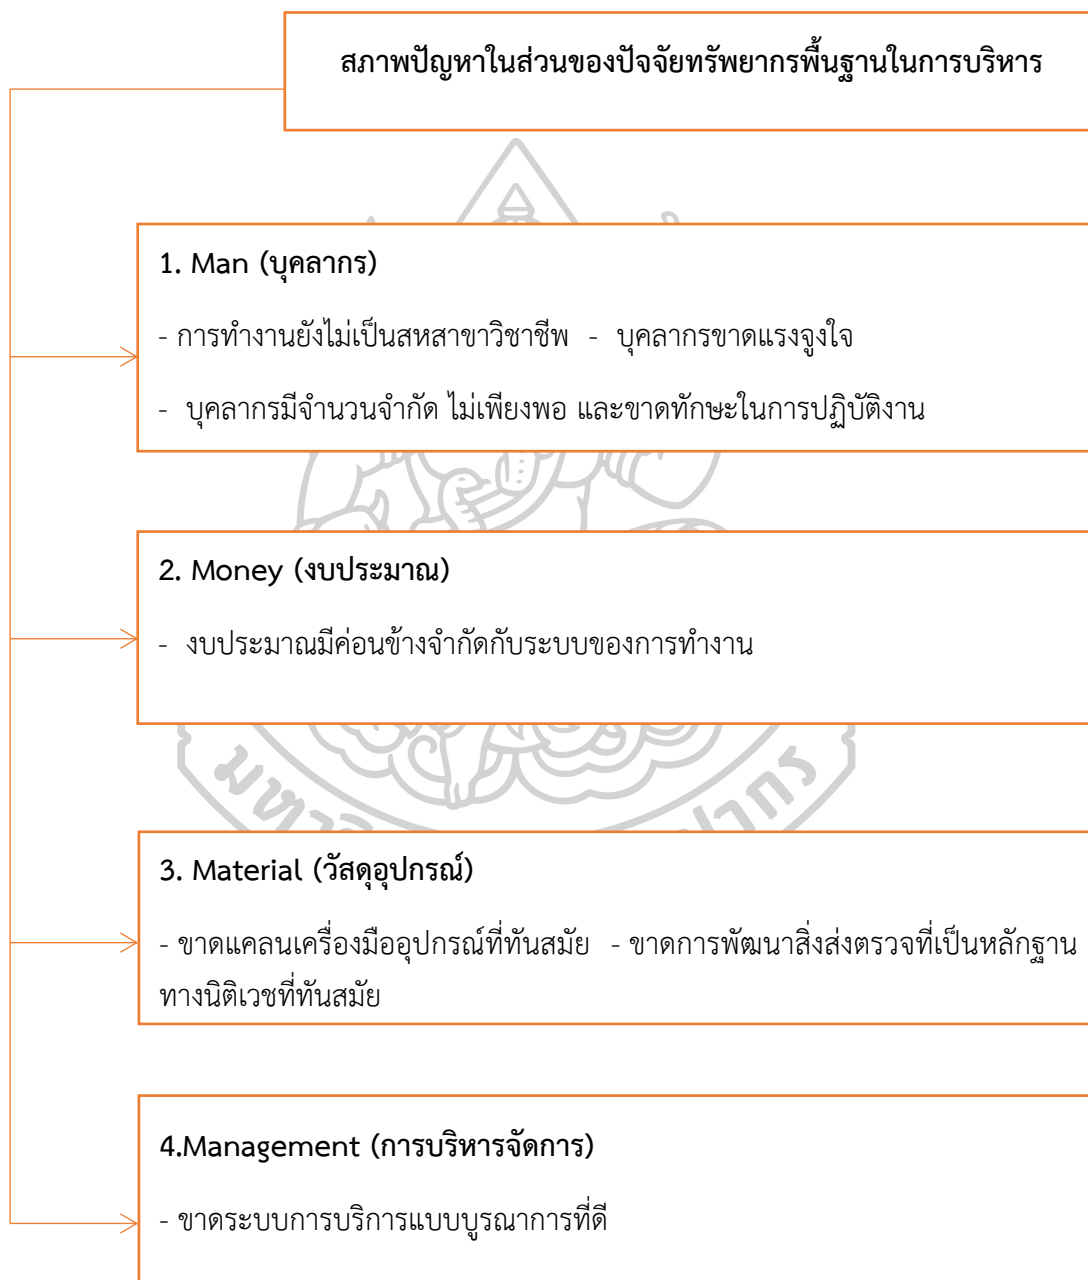 สภาพปัญหาในส่วนของปัจจัยทรัพยากรพื้นฐานในการบริหาร
1. Man (บุคลากร)
- การทำงานยังไม่เป็นสหสาขาวิชาชีพ - บุคลากรขาดแรงจูงใจ
- บุคลากรมีจำนวนจำกัด ไม่เพียงพอ และขาดทักษะในการปฏิบัติงาน
2. Money (งบประมาณ)
- งบประมาณมีค่อนข้างจำกัดกับระบบของการทำงาน
3. Material (วัสดุอุปกรณ์)
- ขาดแคลนเครื่องมืออุปกรณ์ที่ทันสมัย - ขาดการพัฒนาสิ่งส่งตรวจที่เป็นหลักฐาน
ทางนิติเวชที่ทันสมัย
4.Management (การบริหารจัดการ)
- ขาดระบบการบริการแบบบูรณาการที่ดี